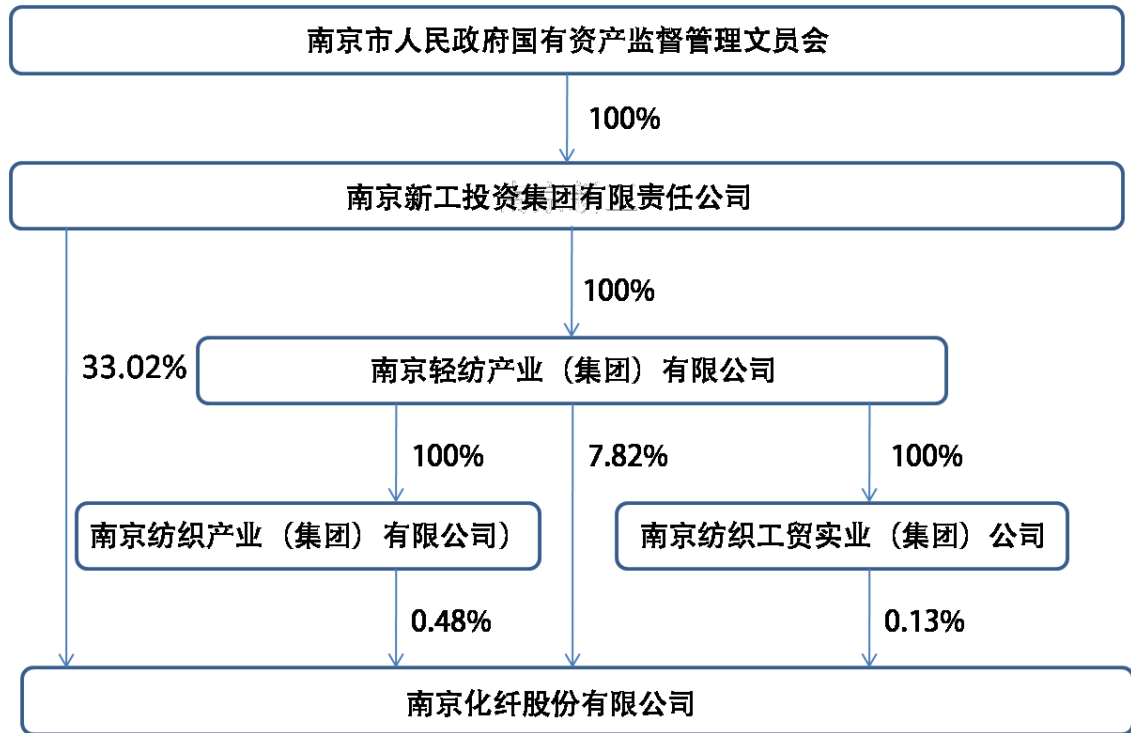 南京市人民政府国有资产监督管理文员会
100%
南京新工投资集团有限责任公司
100%
33.02%
南京轻纺产业（集团）有限公司
100%
7.82%
100%
南京纺织产业（集团）有限公司）
南京纺织工贸实业（集团）公司
0.48%
0.13%
南京化纤股份有限公司